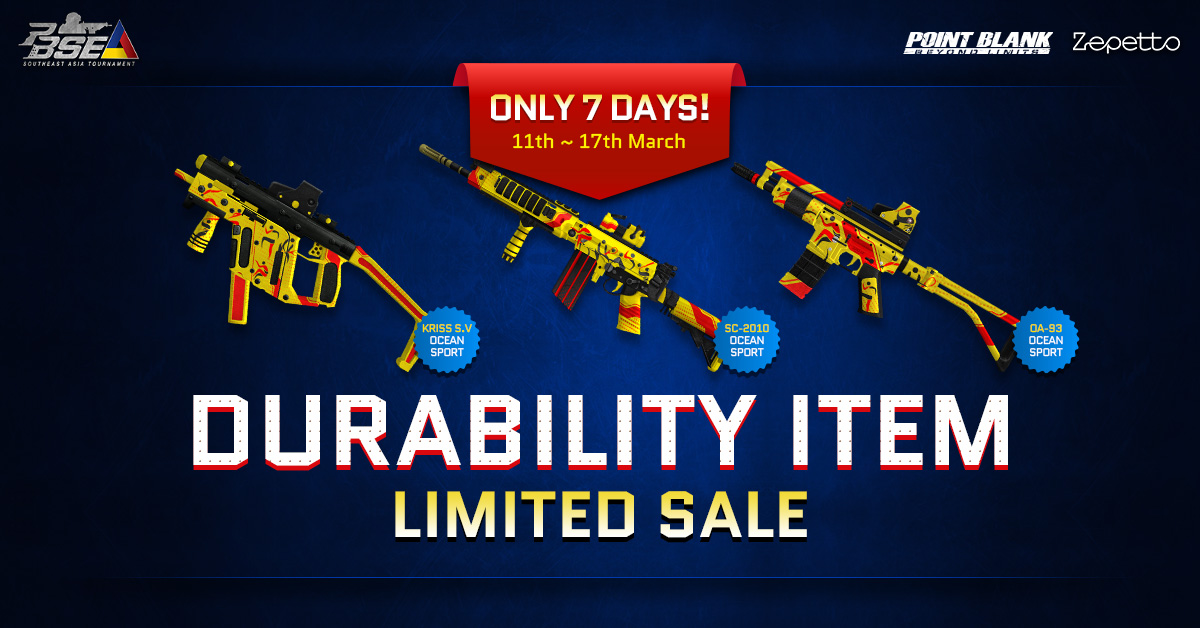 PBSEA
SOUTHEAST ASIA TOURNAMENT
POINT BLANK
BEYOND LIMITS
Zepetto
ONLY 7 DAYS!
11th ~ 17th March
KRISS S.V
OCEAN
SPORT
SC-2010
OCEAN
SPORT
OA-93
OCEAN
SPORT
DURABILITY ITEM
LIMITED SALE